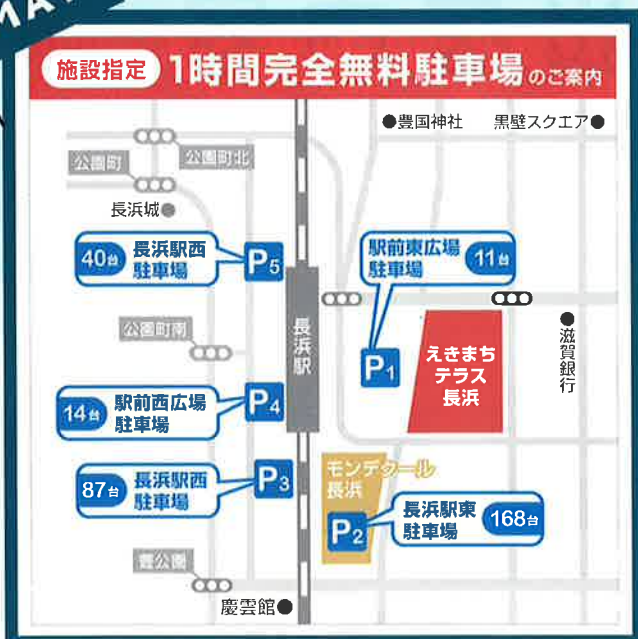 MA
施設指定 1時間完全無料駐車場のご案内
●豊国神社 黒壁スクエア●
公園町 公園町北
長浜城●
40台 長浜駅西
駐車場
P5
駅前東広場
駐車場 11台
長浜駅
公園町南
P1
えきまち
テラス
長浜
●滋賀銀行
14台 駅前西広場
駐車場
P4
87台 長浜駅西
駐車場
P3
モンデクール
長浜
P2
長浜駅東
駐車場 168台
豊公園
慶雲館●